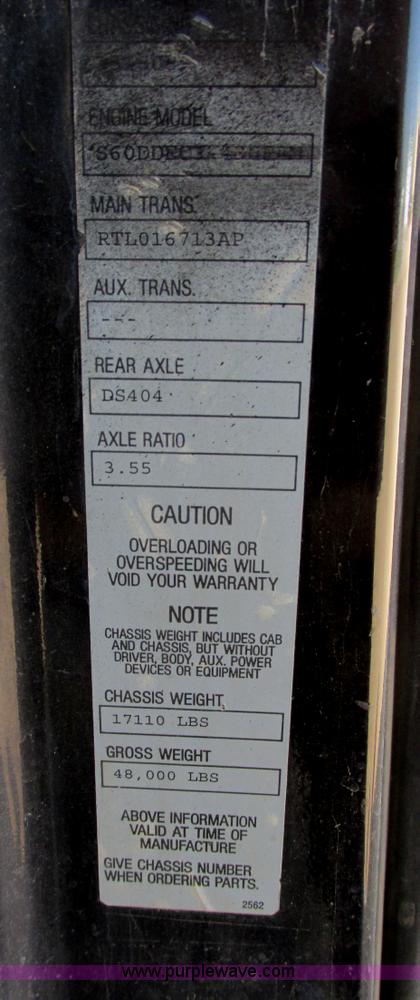 ENGINE MODEL
MAIN TRANS.
RTL016713AP
AUX. TRANS.
---
REAR AXLE
DS404
AXLE RATIO
3.55
CAUTION
OVERLOADING OR
OVERSPEEDING WILL
VOID YOUR WARRANTY
NOTE
CHASSIS WEIGHT INCLUDES CAB
AND CHASSIS, BUT WITHOUT
DRIVER, BODY, AUX. POWER
DEVICES OR EQUIPMENT
CHASSIS WEIGHT
17110 LBS
GROSS WEIGHT
48,000 LBS
ABOVE INFORMATION
VALID AT TIME OF
MANUFACTURE
GIVE CHASSIS NUMBER
WHEN ORDERING PARTS.
2562
www.purplewave.com